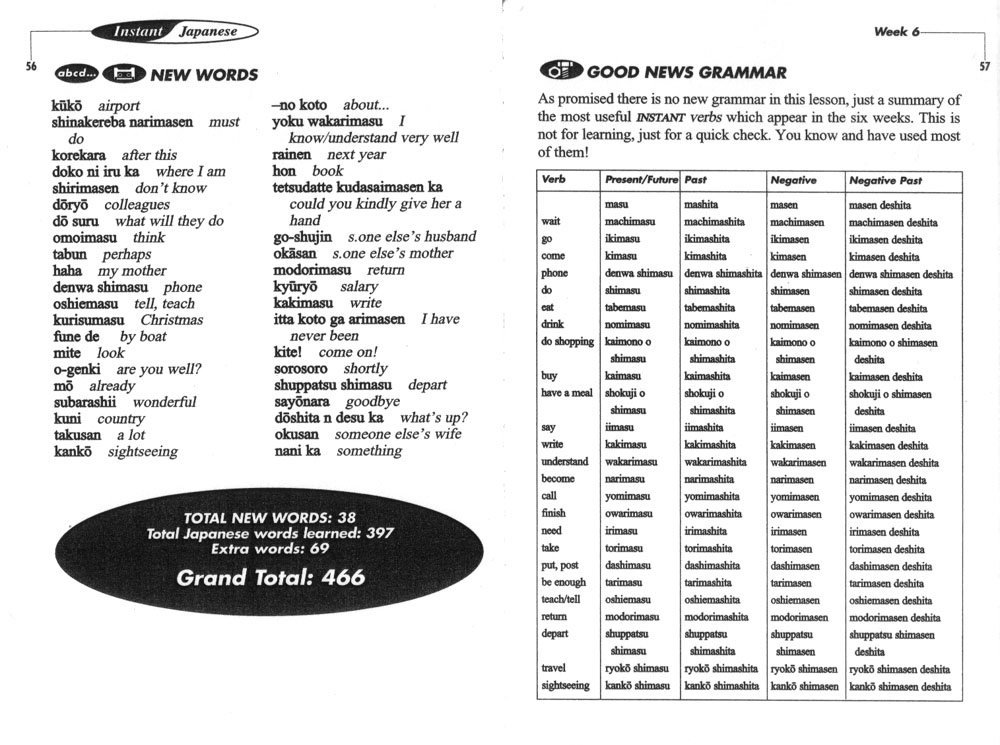 Instant Japanese
56
abcd... NEW WORDS
kūkō airport
shinakereba narimasen must
do
korekara after this
doko ni iru ka where I am
shirimasen don't know
dōryō colleagues
dō suru what will they do
omoimasu think
tabun perhaps
haha my mother
denwa shimasu phone
oshiemasu tell, teach
kurisumasu Christmas
fune de by boat
mite look
o-genki are you well?
mō already
subarashii wonderful
kuni country
takusan a lot
kankō sightseeing
–no koto about...
yoku wakarimasu I
know/understand very well
rainen next year
hon book
tetsudatte kudasaimasen ka
could you kindly give her a
hand
go-shujin s.one else's husband
okāsan s.one else's mother
modorimasu return
kyūryō salary
kakimasu write
itta koto ga arimasen I have
never been
kite! come on!
sorosoro shortly
shuppatsu shimasu depart
sayōnara goodbye
dōshita n desu ka what's up?
okusan someone else's wife
nani ka something
TOTAL NEW WORDS: 38
Total Japanese words learned: 397
Extra words: 69
Grand Total: 466
Week 6
57
GOOD NEWS GRAMMAR
As promised there is no new grammar in this lesson, just a summary of
the most useful INSTANT verbs which appear in the six weeks. This is
not for learning, just for a quick check. You know and have used most
of them!
Verb Present/Future Past Negative Negative Past
masu mashita masen masen deshita
wait machimasu machimashita machimasen machimasen deshita
go ikimasu ikimashita ikimasen ikimasen deshita
come kimasu kimashita kimasen kimasen deshita
phone denwa shimasu denwa shimashita denwa shimasen denwa shimasen deshita
do shimasu shimashita shimasen shimasen deshita
eat tabemasu tabemashita tabemasen tabemasen deshita
drink nomimasu nomimashita nomimasen nomimasen deshita
do shopping kaimono o kaimono o kaimono o kaimono o shimasen
shimasu shimashita shimasen deshita
buy kaimasu kaimashita kaimasen kaimasen deshita
have a meal shokuji o shokuji o shokuji o shokuji o shimasen
shimasu shimashita shimasen deshita
say iimasu iimashita iimasen iimasen deshita
write kakimasu kakimashita kakimasen kakimasen deshita
understand wakarimasu wakarimashita wakarimasen wakarimasen deshita
become narimasu narimashita narimasen narimasen deshita
call yomimasu yomimashita yomimasen yomimasen deshita
finish owarimasu owarimashita owarimasen owarimasen deshita
need irimasu irimashita irimasen irimasen deshita
take torimasu torimashita torimasen torimasen deshita
put, post dashimasu dashimashita dashimasen dashimasen deshita
be enough tarimasu tarimashita tarimasen tarimasen deshita
teach/tell oshiemasu oshiemashita oshiemasen oshiemasen deshita
return modorimasu modorimashita modorimasen modorimasen deshita
depart shuppatsu shuppatsu shuppatsu shuppatsu shimasen
shimasu shimashita shimasen deshita
travel ryokō shimasu ryokō shimashita ryokō shimasen ryokō shimasen deshita
sightseeing kankō shimasu kankō shimashita kankō shimasen kankō shimasen deshita